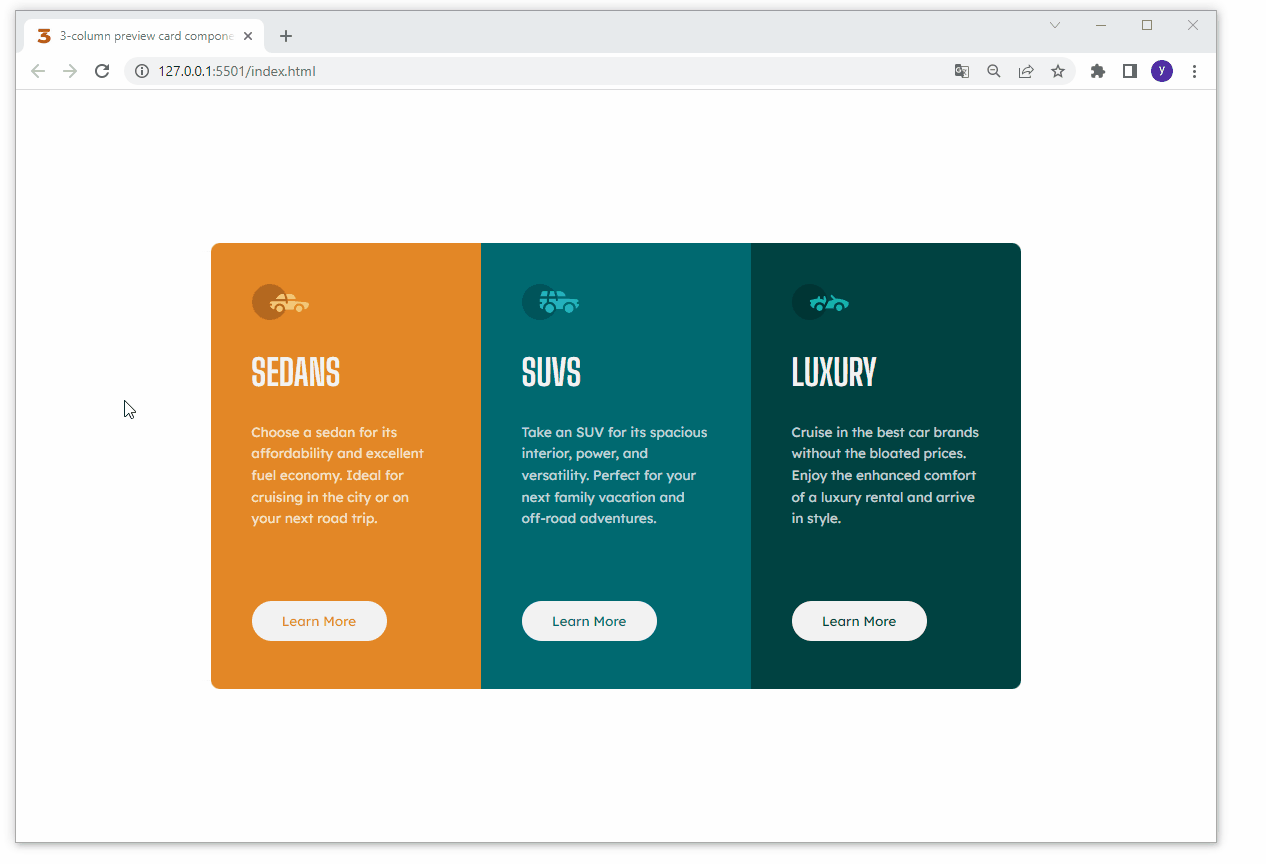 3-column preview card compone
127.0.0.1:5501/index.html
y
SEDANS
Choose a sedan for its
affordability and excellent
fuel economy. Ideal for
cruising in the city or on
your next road trip.
Learn More
SUVS
Take an SUV for its spacious
interior, power, and
versatility. Perfect for your
next family vacation and
off-road adventures.
Learn More
LUXURY
Cruise in the best car brands
without the bloated prices.
Enjoy the enhanced comfort
of a luxury rental and arrive
in style.
Learn More